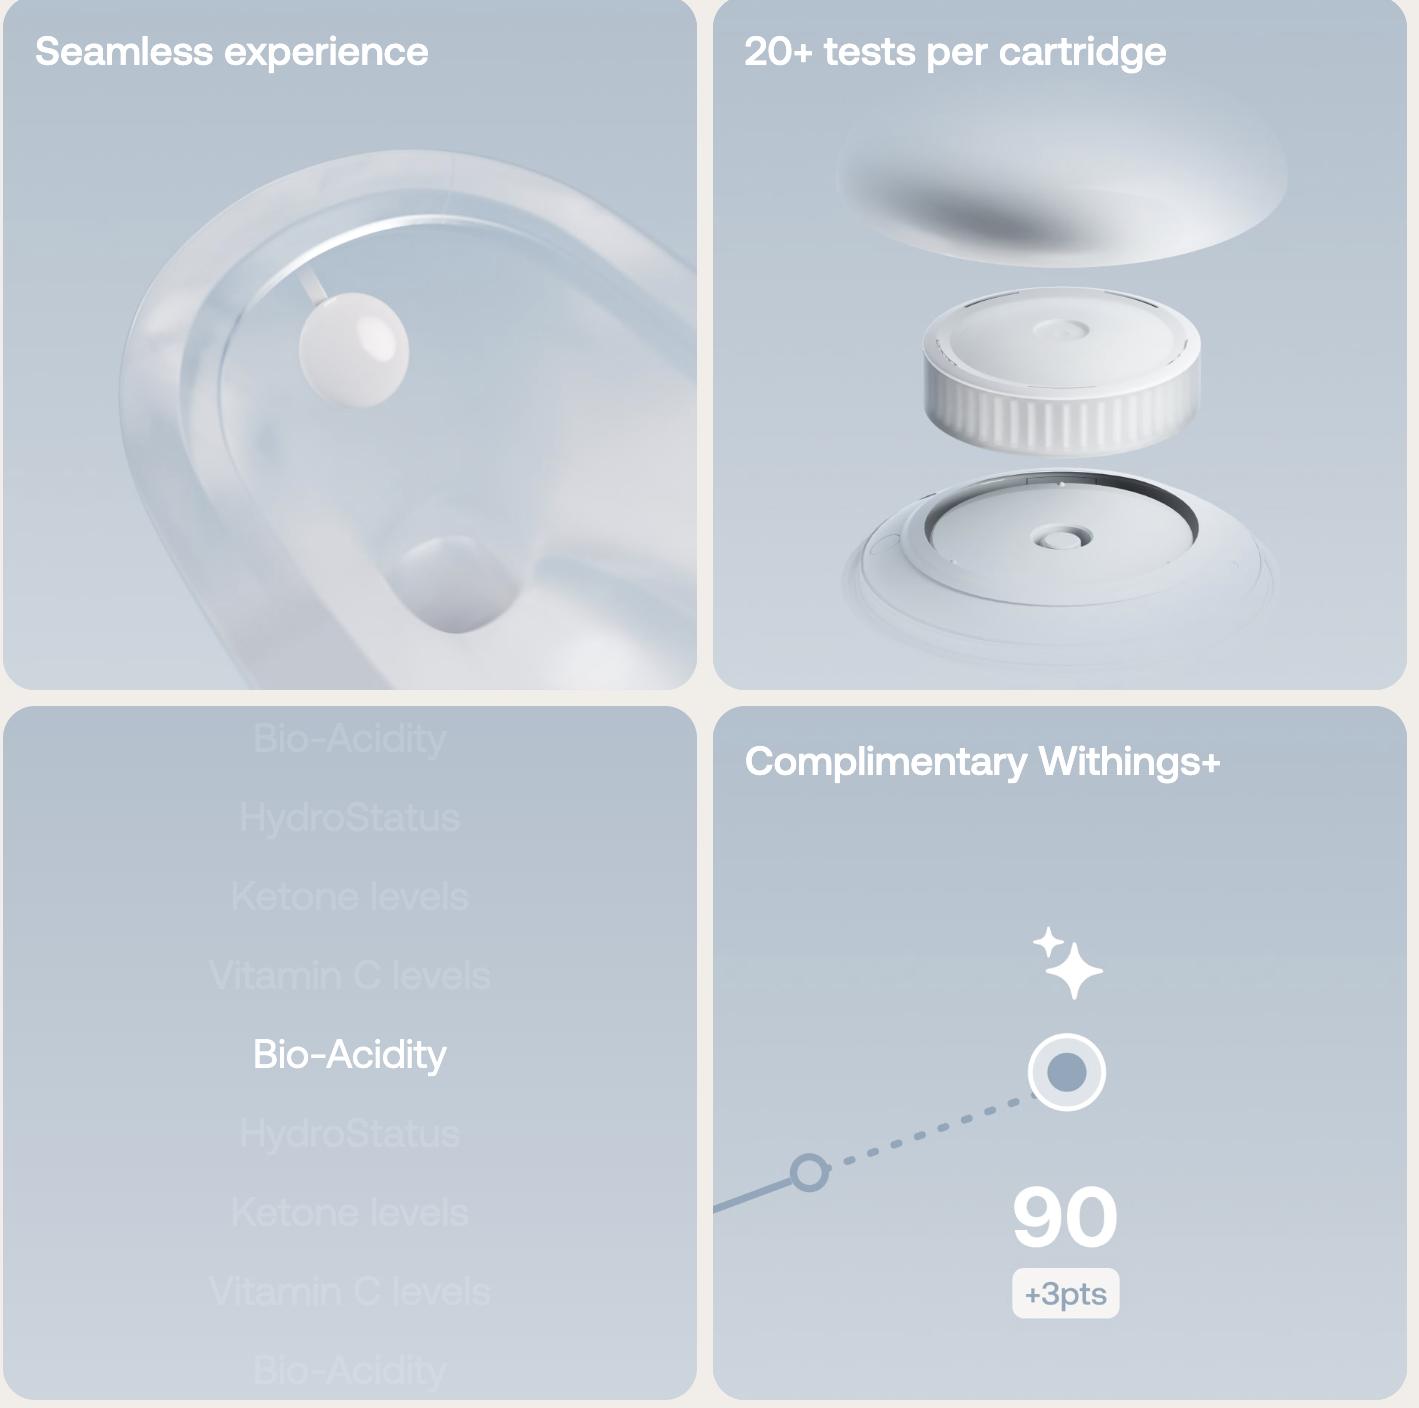 Seamless experience
20+ tests per cartridge
Bio-Acidity
HydroStatus
Ketone levels
Vitamin C levels
Bio-Acidity
HydroStatus
Ketone levels
Vitamin C levels
Bio-Acidity
Complimentary Withings+
90
+3pts